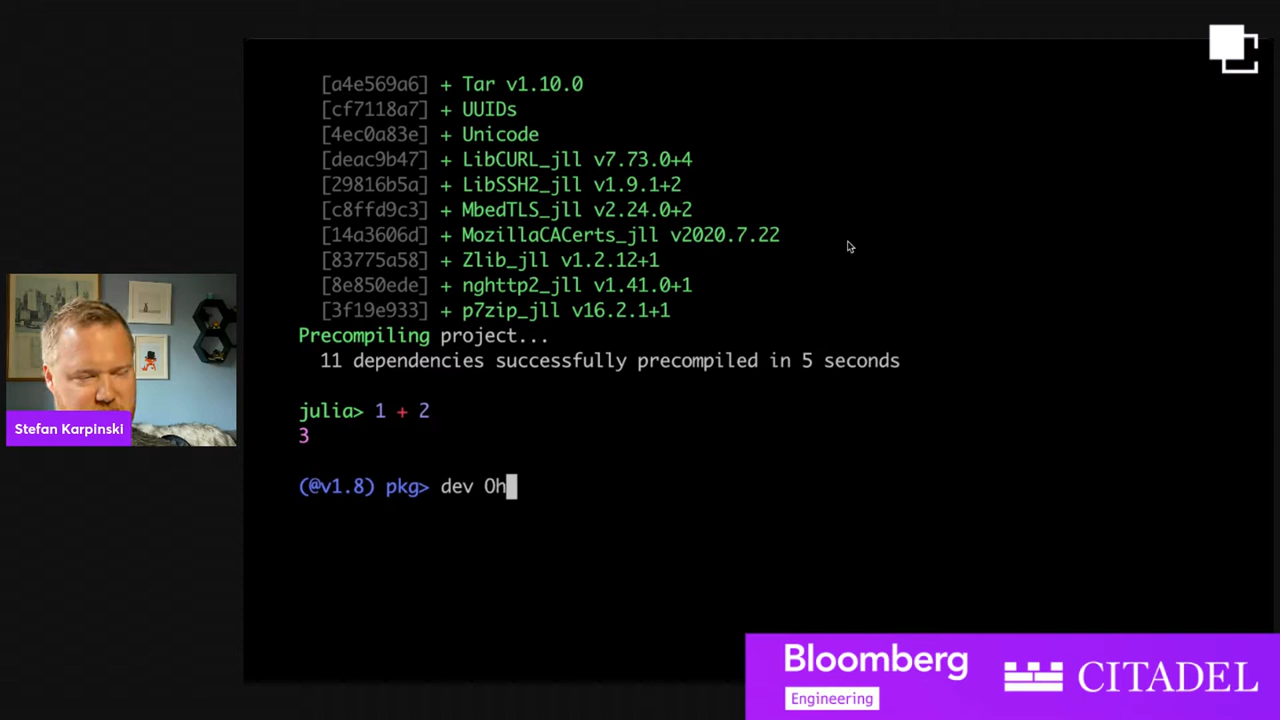 [a4e569a6] + Tar v1.10.0
[cf7118a7] + UUIDs
[4ec0a83e] + Unicode
[deac9b47] + LibCURL_jll v7.73.0+4
[29816b5a] + LibSSH2_jll v1.9.1+2
[c8ffd9c3] + MbedTLS_jll v2.24.0+2
[14a3606d] + MozillaCACerts_jll v2020.7.22
[83775a58] + Zlib_jll v1.2.12+1
[8e850ede] + nghttp2_jll v1.41.0+1
[3f19e933] + p7zip_jll v16.2.1+1
Precompiling project...
11 dependencies successfully precompiled in 5 seconds
julia> 1 + 2
3
(@v1.8) pkg> dev Oh
Stefan Karpinski
Bloomberg
Engineering
CITADEL